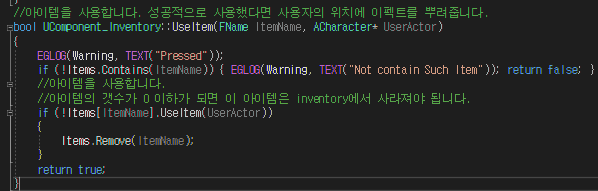 //아이템을 사용합니다. 성공적으로 사용했다면 사용자의 위치에 이펙트를 뿌려줍니다.
bool UComponent_Inventory::UseItem(FName ItemName, ACharacter* UserActor)
{
EGLOG(Warning, TEXT("Pressed"));
if (!Items.Contains(ItemName)) { EGLOG(Warning, TEXT("Not contain Such Item")); return false; }
//아이템을 사용합니다.
//아이템의 갯수가 0 이하가 되면 이 아이템은 inventory에서 사라져야 됩니다.
if (!Items[ItemName].UseItem(UserActor))
{
Items.Remove(ItemName);
}
return true;
}